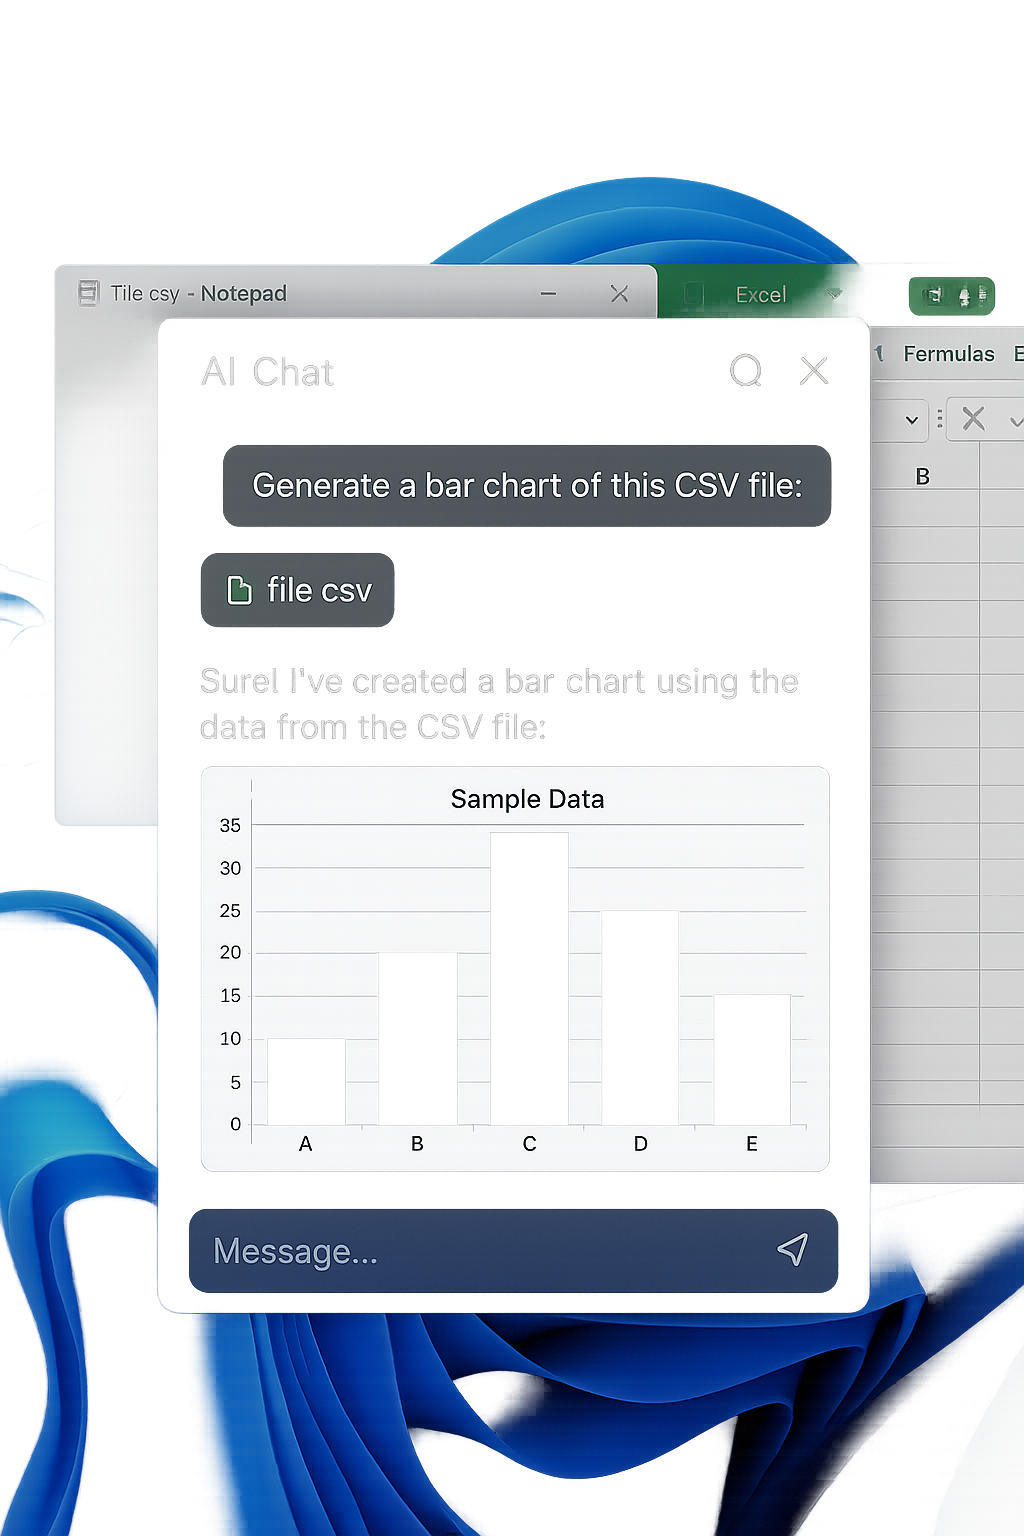 Tile csy - Notepad
Excel
Fermulas E
B
AI Chat
Generate a bar chart of this CSV file:
file csv
Surel I've created a bar chart using the
data from the CSV file:
Sample Data
35
30
25
20
15
10
5
0
A B C D E
Message...